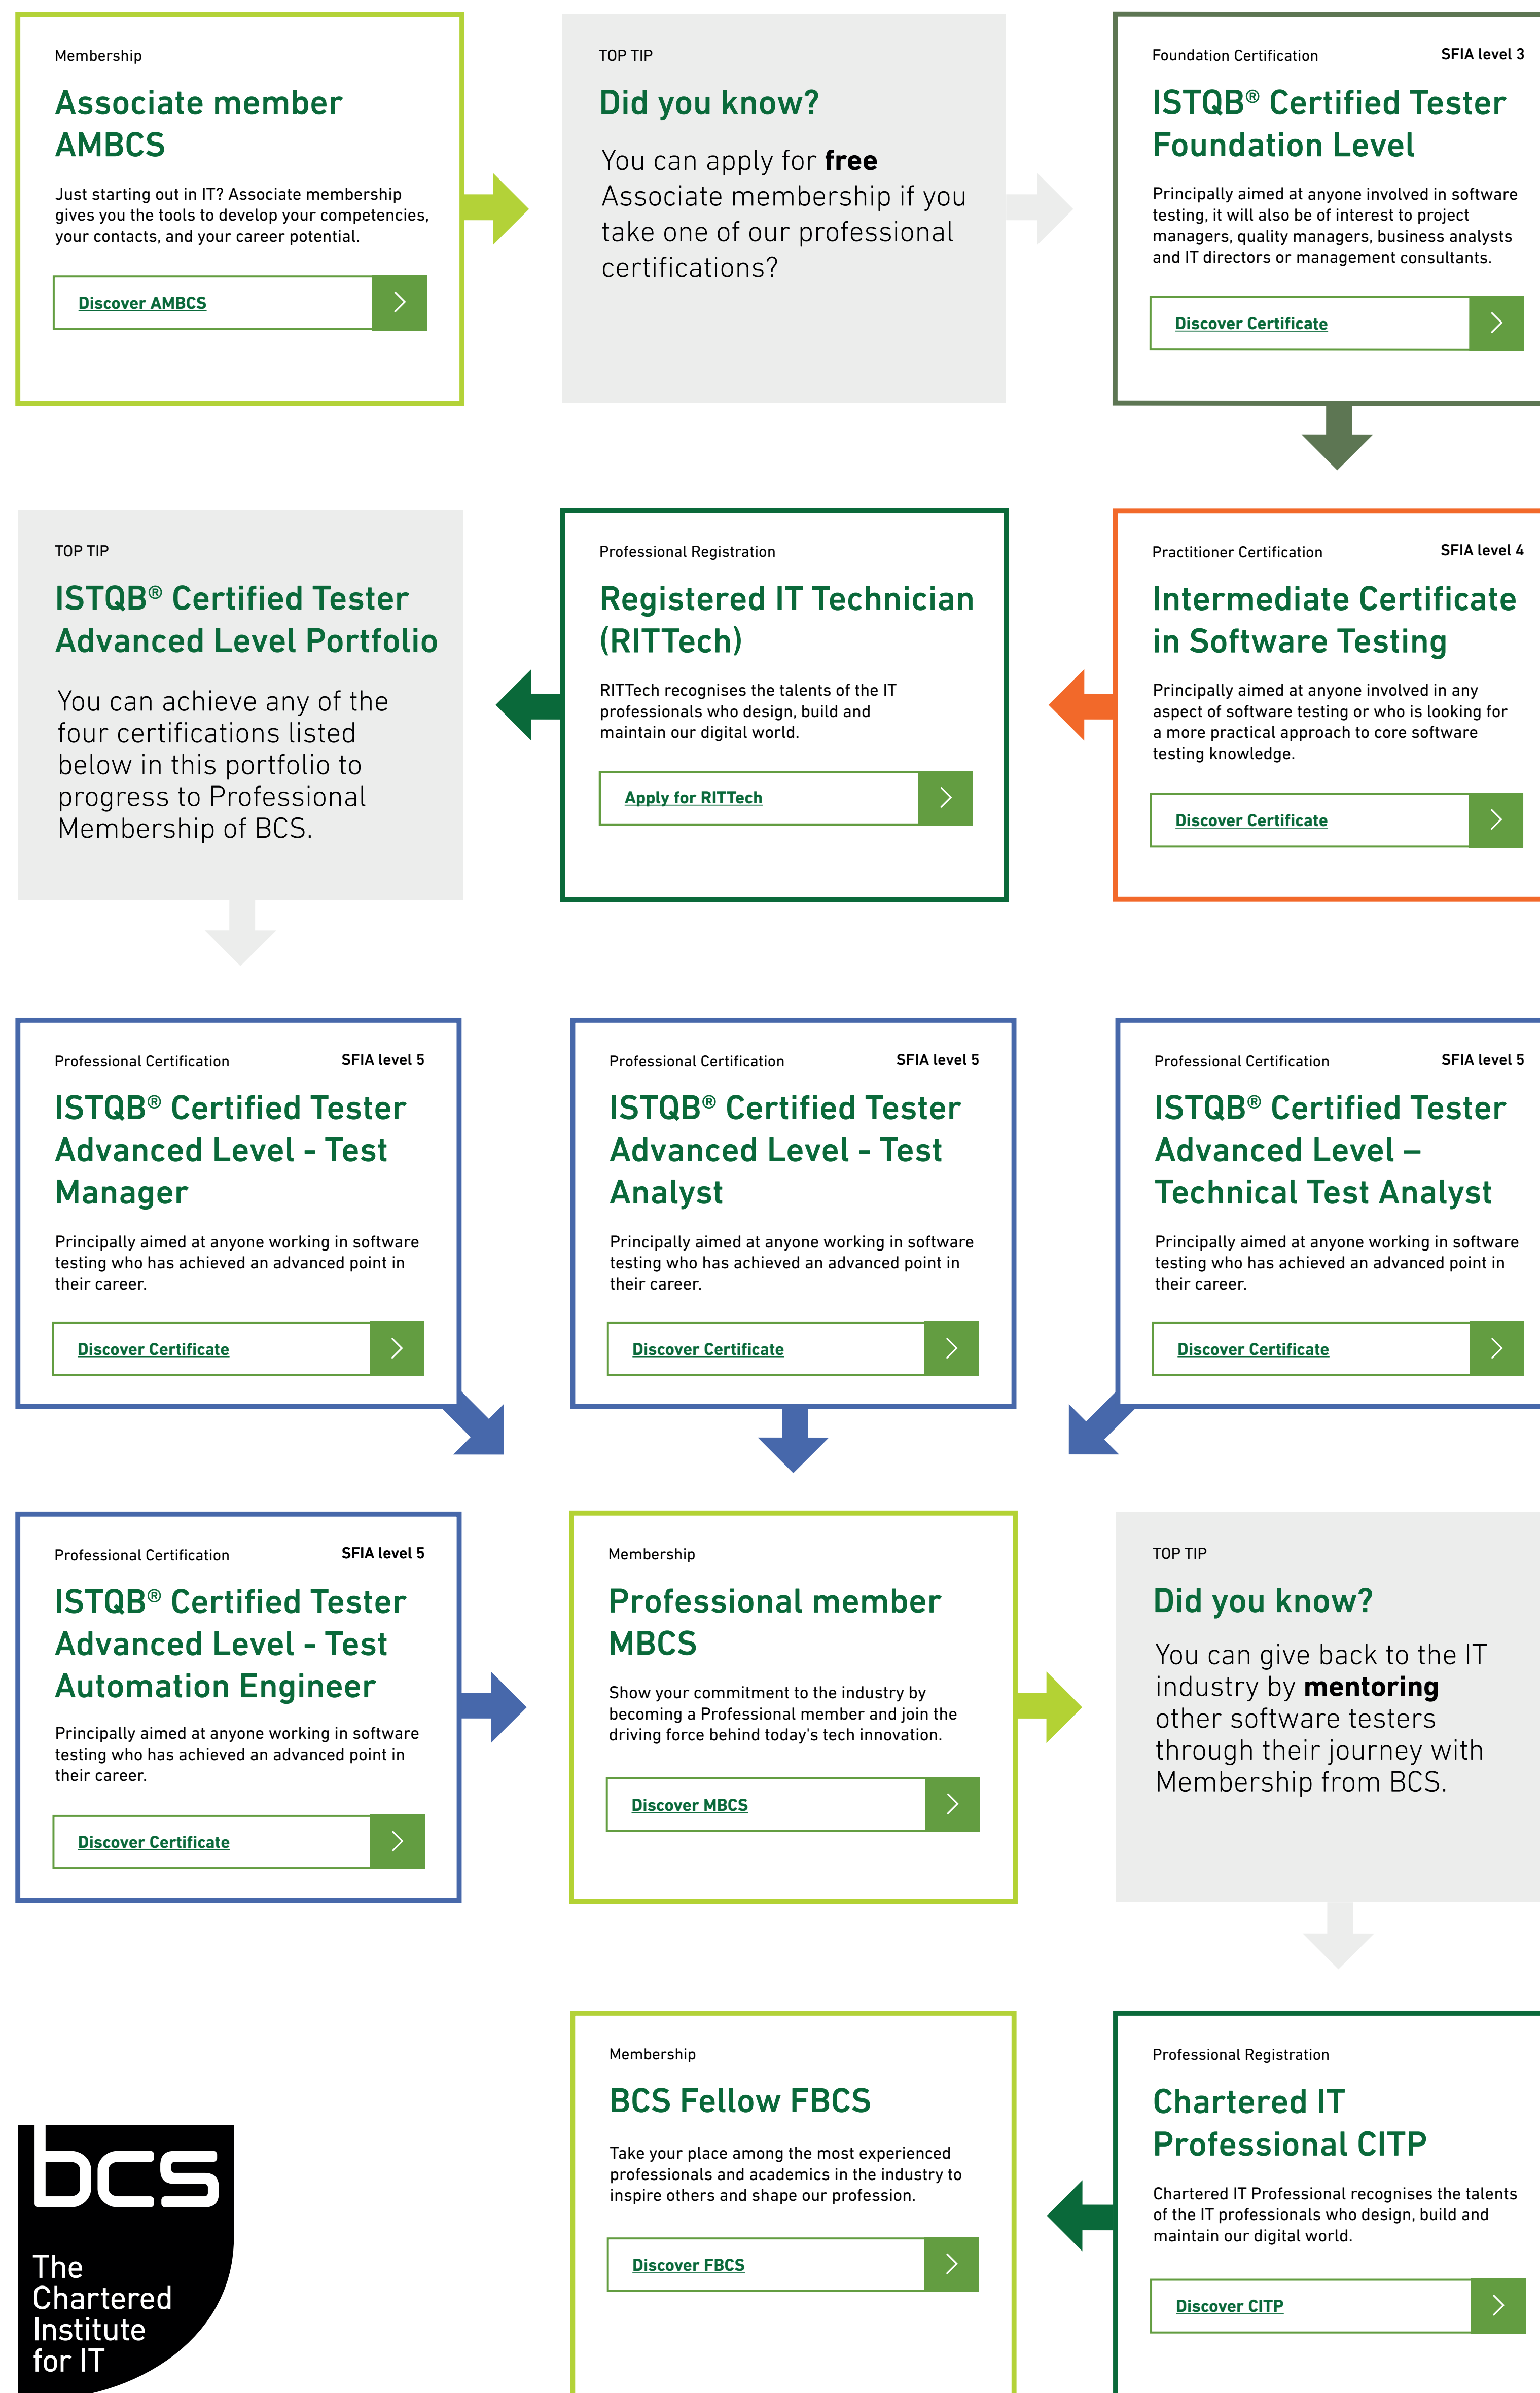 Membership
Associate member
AMBCS
Just starting out in IT? Associate membership
gives you the tools to develop your competencies,
your contacts, and your career potential.
Discover AMBCS
TOP TIP
Did you know?
You can apply for free
Associate membership if you
take one of our professional
certifications?
Foundation Certification
SFIA level 3
ISTQB® Certified Tester
Foundation Level
Principally aimed at anyone involved in software
testing, it will also be of interest to project
managers, quality managers, business analysts
and IT directors or management consultants.
Discover Certificate
TOP TIP
ISTQB® Certified Tester
Advanced Level Portfolio
You can achieve any of the
four certifications listed
below in this portfolio to
progress to Professional
Membership of BCS.
Professional Registration
Registered IT Technician
(RITTech)
RITTech recognises the talents of the IT
professionals who design, build and
maintain our digital world.
Apply for RITTech
Practitioner Certification
SFIA level 4
Intermediate Certificate
in Software Testing
Principally aimed at anyone involved in any
aspect of software testing or who is looking for
a more practical approach to core software
testing knowledge.
Discover Certificate
Professional Certification
SFIA level 5
ISTQB® Certified Tester
Advanced Level - Test
Manager
Principally aimed at anyone working in software
testing who has achieved an advanced point in
their career.
Discover Certificate
Professional Certification
SFIA level 5
ISTQB® Certified Tester
Advanced Level - Test
Analyst
Principally aimed at anyone working in software
testing who has achieved an advanced point in
their career.
Discover Certificate
Professional Certification
SFIA level 5
ISTQB® Certified Tester
Advanced Level –
Technical Test Analyst
Principally aimed at anyone working in software
testing who has achieved an advanced point in
their career.
Discover Certificate
Professional Certification
SFIA level 5
ISTQB® Certified Tester
Advanced Level - Test
Automation Engineer
Principally aimed at anyone working in software
testing who has achieved an advanced point in
their career.
Discover Certificate
Membership
Professional member
MBCS
Show your commitment to the industry by
becoming a Professional member and join the
driving force behind today's tech innovation.
Discover MBCS
TOP TIP
Did you know?
You can give back to the IT
industry by mentoring
other software testers
through their journey with
Membership from BCS.
bcs
The
Chartered
Institute
for IT
Membership
BCS Fellow FBCS
Take your place among the most experienced
professionals and academics in the industry to
inspire others and shape our profession.
Discover FBCS
Professional Registration
Chartered IT
Professional CITP
Chartered IT Professional recognises the talents
of the IT professionals who design, build and
maintain our digital world.
Discover CITP